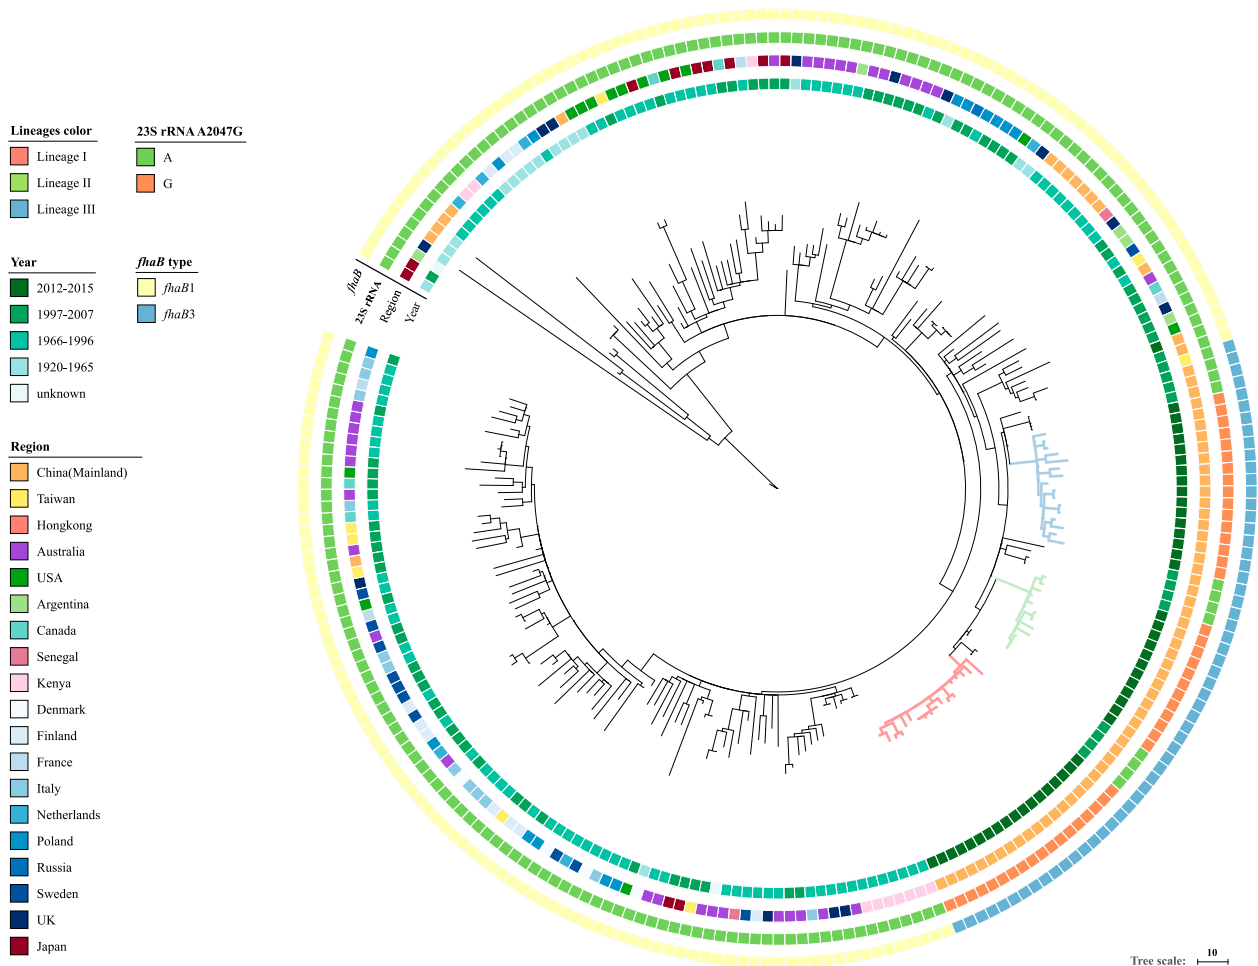 Lineages color
Lineage I
Lineage II
Lineage III
23S rRNA A2047G
A
G
Year
2012-2015
1997-2007
1966-1996
1920-1965
unknown
fhaB type
fhaB1
fhaB3
Region
China(Mainland)
Taiwan
Hongkong
Australia
USA
Argentina
Canada
Senegal
Kenya
Denmark
Finland
France
Italy
Netherlands
Poland
Russia
Sweden
UK
Japan
fhaB
23S rRNA
Region
Year
Tree scale: 10